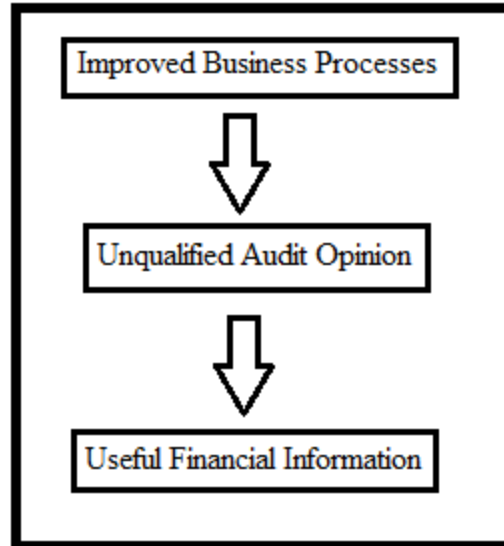 Improved Business Processes
Unqualified Audit Opinion
Useful Financial Information